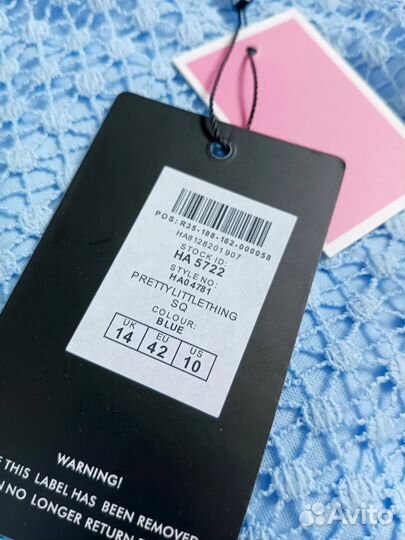 POS: R35-188-162-000058
HA8128201907
STOCK ID:
HA 5722
STYLE NO:
HA04781
PRETTYLITTLETHING
SQ
COLOUR:
BLUE
UK EU US
14 42 10
WARNING!
THIS LABEL HAS BEEN REMOVED
NO LONGER RETURN
Avito